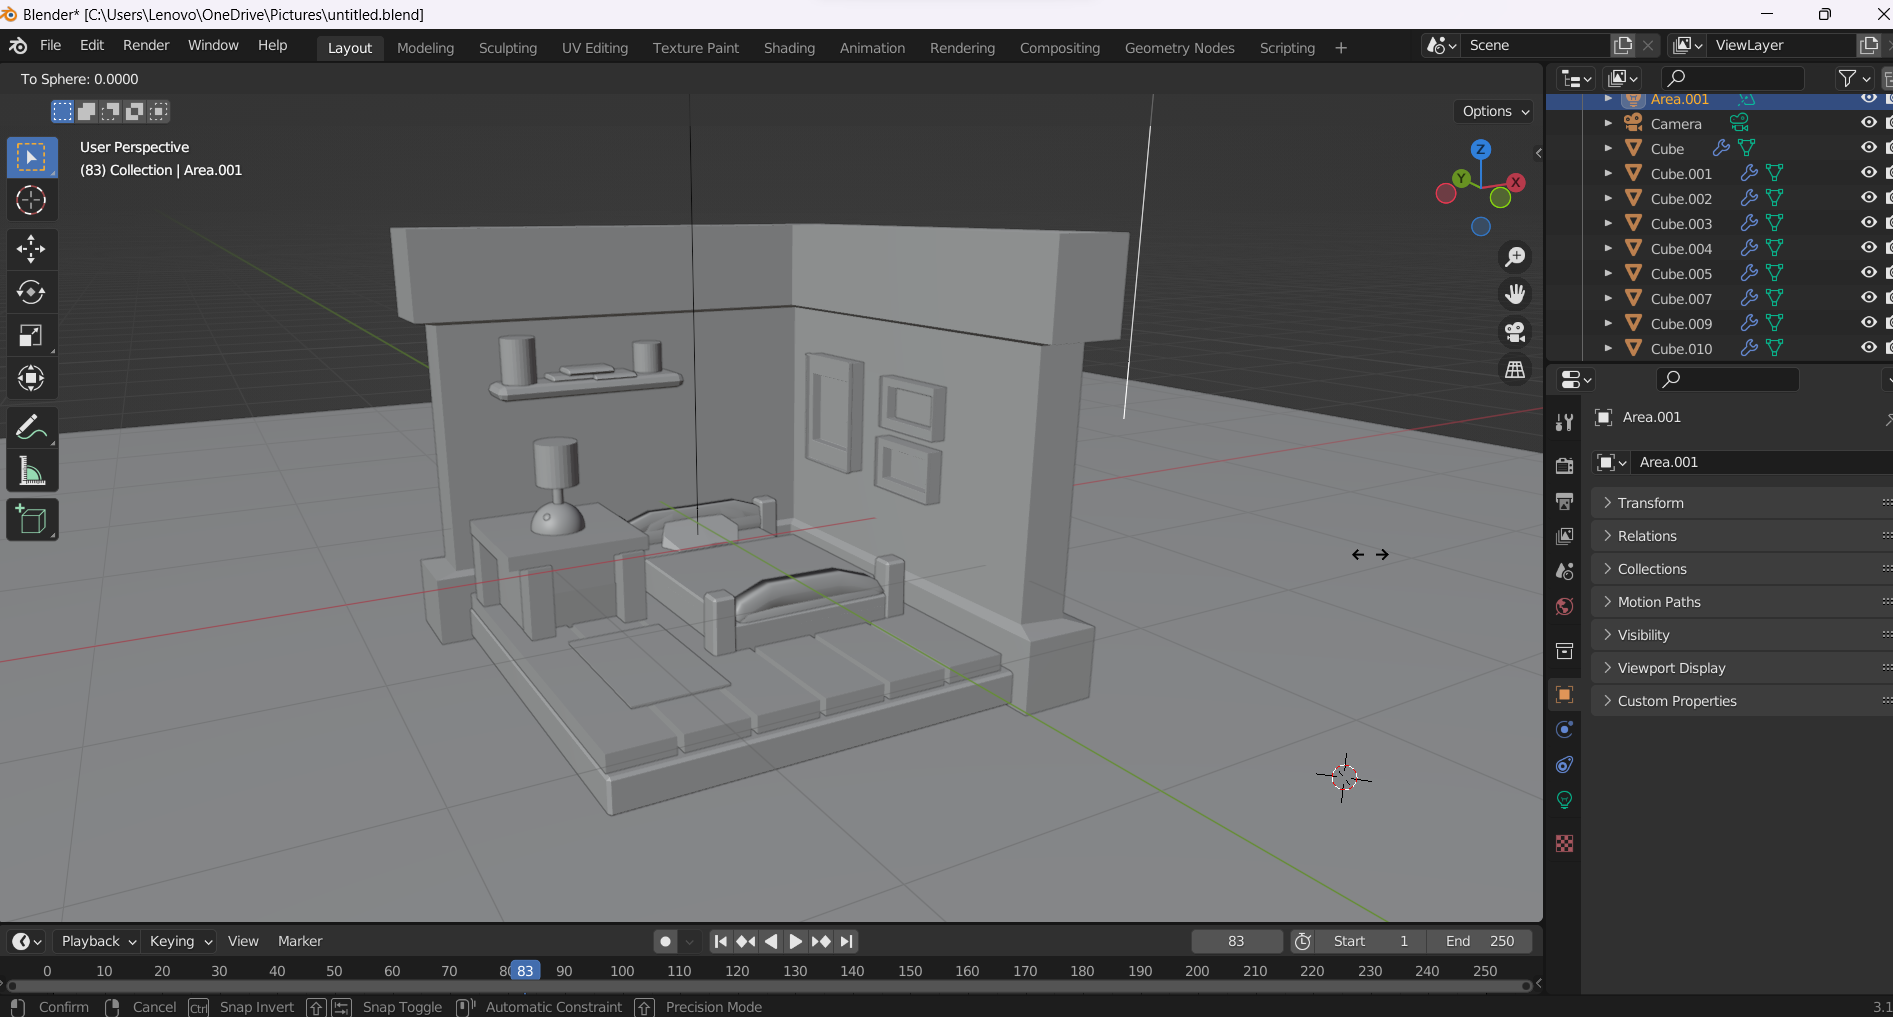 Blender* [C:\Users\Lenovo\OneDrive\Pictures\untitled.blend]
File Edit Render Window Help Layout Modeling Sculpting UV Editing Texture Paint Shading Animation Rendering Compositing Geometry Nodes Scripting + Scene ViewLayer
To Sphere: 0.0000
Options
User Perspective
(83) Collection | Area.001
Z
Y
X
Area.001
Camera
Cube
Cube.001
Cube.002
Cube.003
Cube.004
Cube.005
Cube.007
Cube.009
Cube.010
Area.001
Area.001
Transform
Relations
Collections
Motion Paths
Visibility
Viewport Display
Custom Properties
Playback Keying View Marker 83 Start 1 End 250
0 10 20 30 40 50 60 70 83 90 100 110 120 130 140 150 160 170 180 190 200 210 220 230 240 250
Confirm Cancel Ctrl Snap Invert Snap Toggle Automatic Constraint Precision Mode 3.1